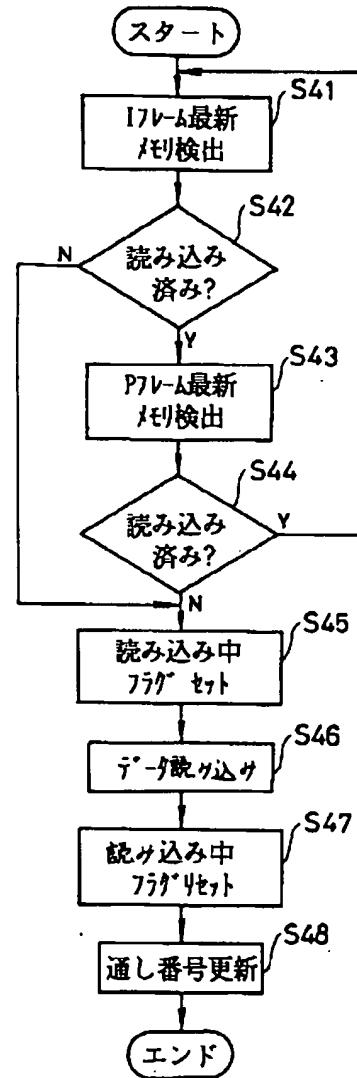 スタート
S41
Iフレーム最新
メモリ検出
S42
N
読み込み
済み?
Y
S43
Pフレーム最新
メモリ検出
S44
読み込み
済み?
Y
N
S45
読み込み中
フラグセット
S46
データ読み込け
S47
読み込み中
フラグリセット
S48
通し番号更新
エンド